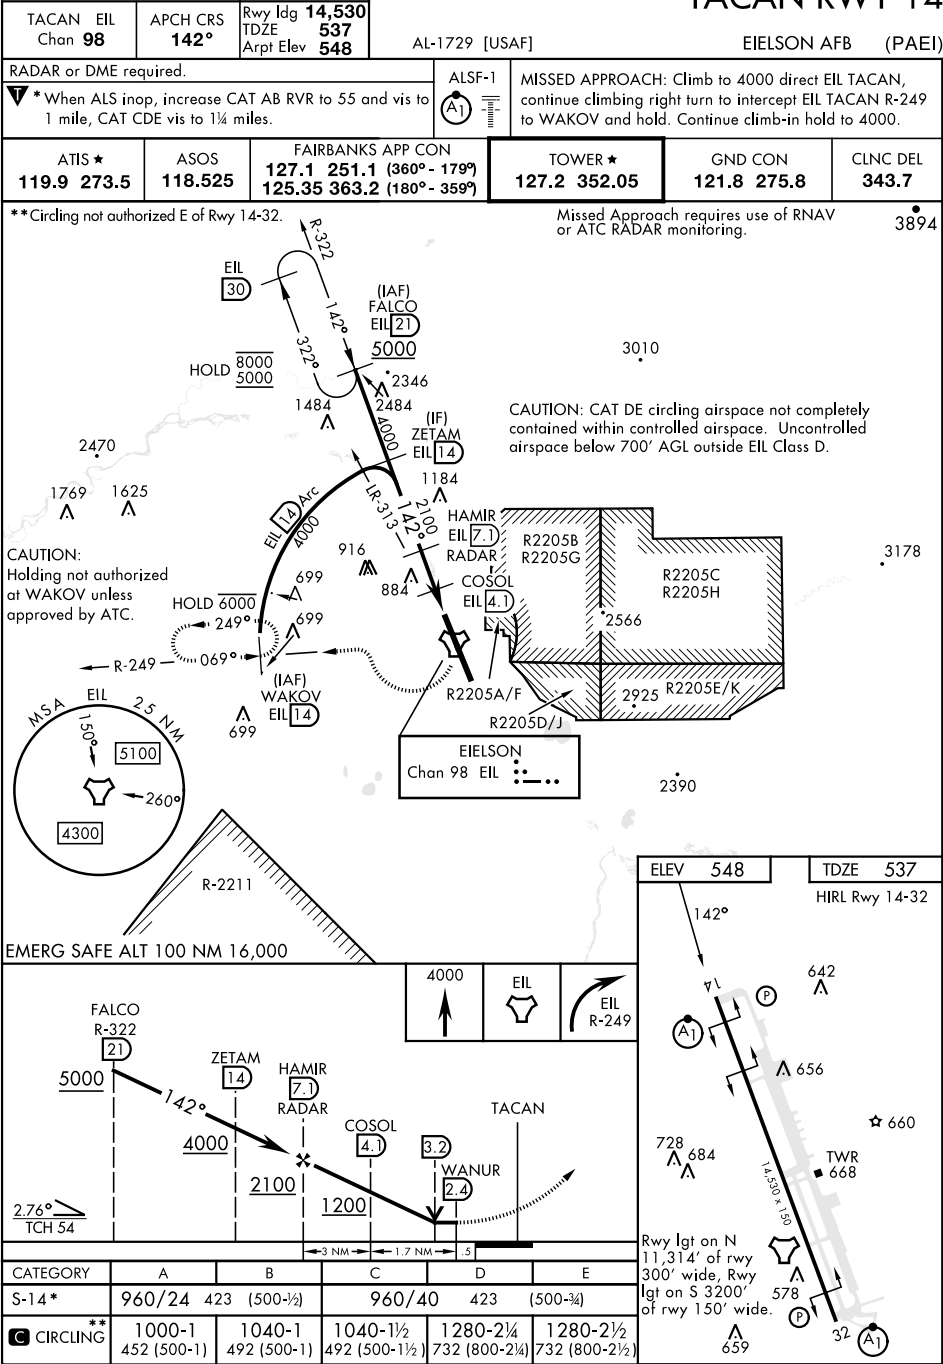 TACAN RWY 14
TACAN EIL
Chan 98
APCH CRS
142°
Rwy ldg 14,530
TDZE 537
Arpt Elev 548
AL-1729 [USAF]
EIELSON AFB (PAEI)
RADAR or DME required.
T * When ALS inop, increase CAT AB RVR to 55 and vis to
1 mile, CAT CDE vis to 1¼ miles.
ALSF-1
A1
MISSED APPROACH: Climb to 4000 direct EIL TACAN,
continue climbing right turn to intercept EIL TACAN R-249
to WAKOV and hold. Continue climb-in hold to 4000.
ATIS ★
119.9 273.5
ASOS
118.525
FAIRBANKS APP CON
127.1 251.1 (360° - 179°)
125.35 363.2 (180° - 359°)
TOWER ★
127.2 352.05
GND CON
121.8 275.8
CLNC DEL
343.7
**Circling not authorized E of Rwy 14-32.
Missed Approach requires use of RNAV
or ATC RADAR monitoring.
3894
R-322
EIL
30
142°
322°
(IAF)
FALCO
EIL 21
5000
HOLD 8000
5000
2346
2484
1484
3010
4000
(IF)
ZETAM
EIL 14
CAUTION: CAT DE circling airspace not completely
contained within controlled airspace. Uncontrolled
airspace below 700' AGL outside EIL Class D.
2470
1769
1625
1184
EIL 14 Arc
4000
LR-313
142°
2100
HAMIR
EIL 7.1
RADAR
R2205B
R2205G
R2205C
R2205H
3178
CAUTION:
Holding not authorized
at WAKOV unless
approved by ATC.
916
884
COSOL
EIL 4.1
699
HOLD 6000
249°
699
2566
R-249
069°
(IAF)
WAKOV
EIL 14
R2205A/F
2925
R2205E/K
R2205D/J
699
MSA EIL 25 NM
150°
5100
260°
4300
EIELSON
Chan 98 EIL
2390
R-2211
EMERG SAFE ALT 100 NM 16,000
ELEV 548
TDZE 537
HIRL Rwy 14-32
142°
14
642
P
A1
656
660
728
684
TWR
668
14,530 x 150
Rwy lgt on N
11,314' of rwy
300' wide, Rwy
lgt on S 3200'
of rwy 150' wide.
578
P
659
32
A1
4000
EIL
EIL
R-249
FALCO
R-322
21
5000
142°
ZETAM
14
4000
HAMIR
7.1
RADAR
2100
COSOL
4.1
1200
3.2
WANUR
2.4
TACAN
2.76°
TCH 54
3 NM
1.7 NM
.5
CATEGORY A B C D E
S-14* 960/24 423 (500-½) 960/40 423 (500-¾)
C CIRCLING **
1000-1
452 (500-1)
1040-1
492 (500-1)
1040-1½
492 (500-1½)
1280-2¼
732 (800-2¼)
1280-2½
732 (800-2½)